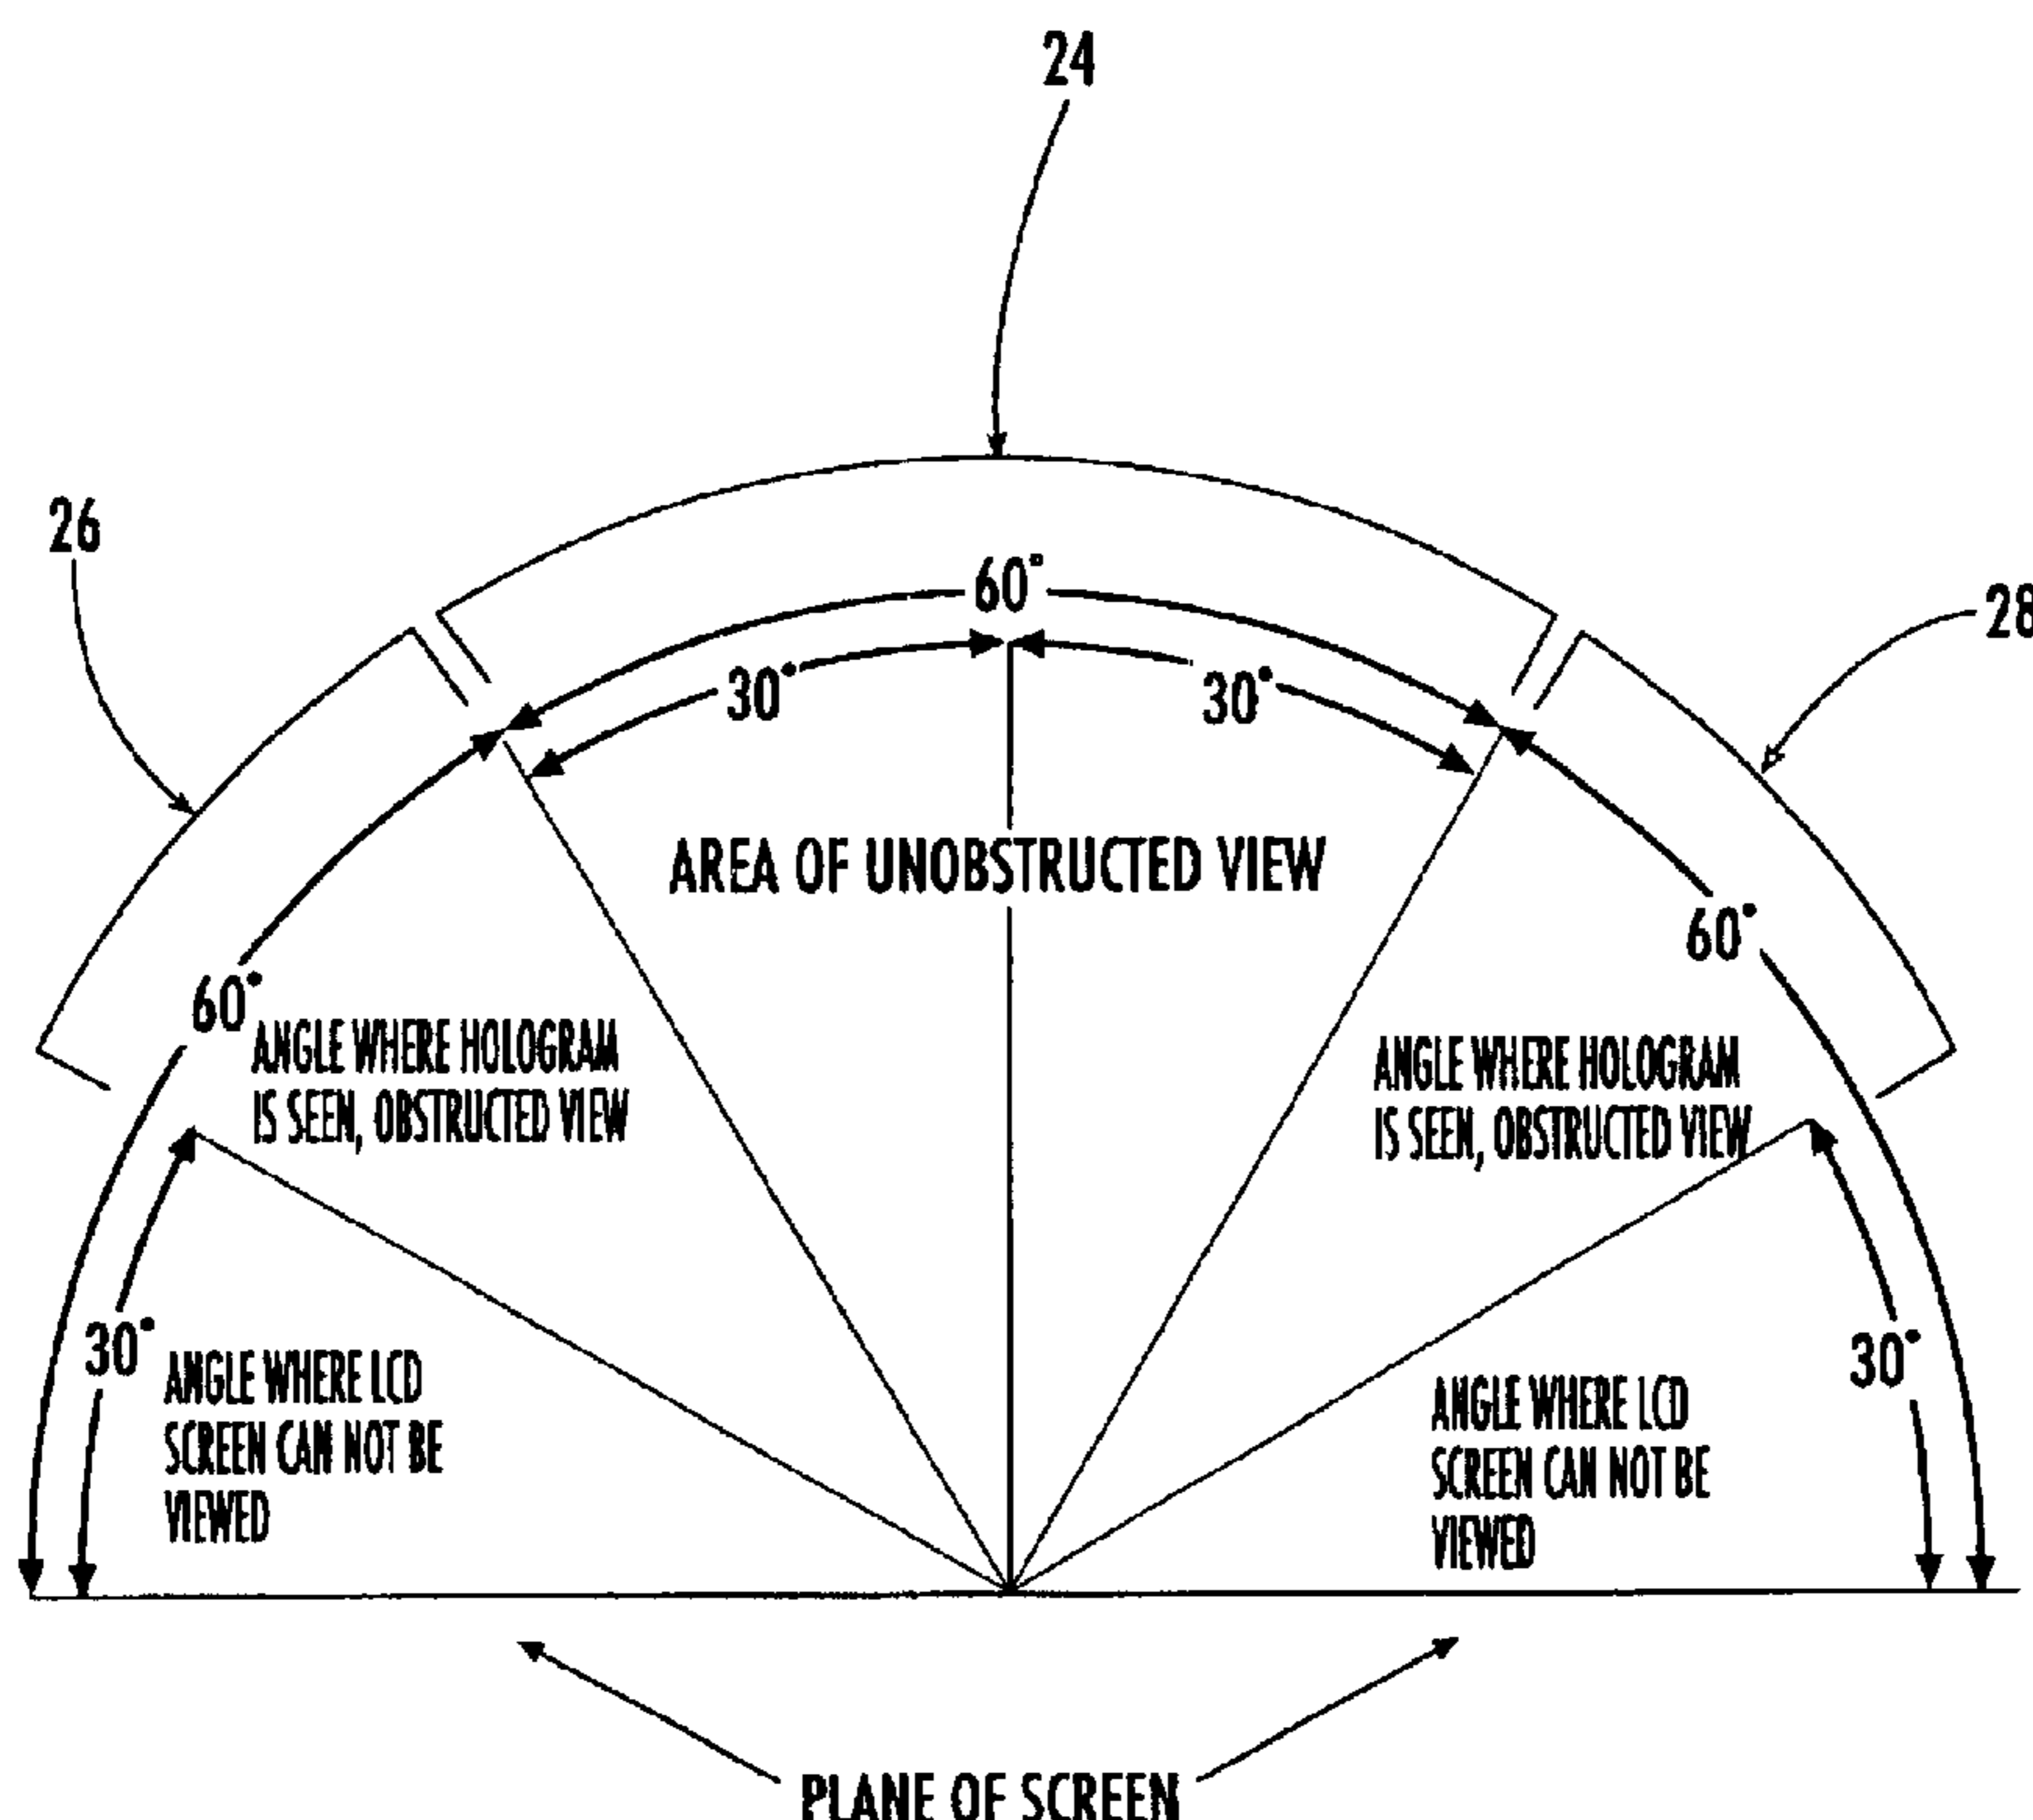 24
26
28
60°
30°
30°
AREA OF UNOBSTRUCTED VIEW
60°
60°
ANGLE WHERE HOLOGRAM
IS SEEN, OBSTRUCTED VIEW
ANGLE WHERE HOLOGRAM
IS SEEN, OBSTRUCTED VIEW
30°
ANGLE WHERE LCD
SCREEN CAN NOT BE
VIEWED
30°
ANGLE WHERE LCD
SCREEN CAN NOT BE
VIEWED
PLANE OF SCREEN